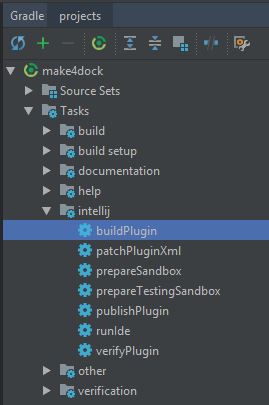 Gradle projects
make4dock
Source Sets
Tasks
build
build setup
documentation
help
intellij
buildPlugin
patchPluginXml
prepareSandbox
prepareTestingSandbox
publishPlugin
runIde
verifyPlugin
other
verification